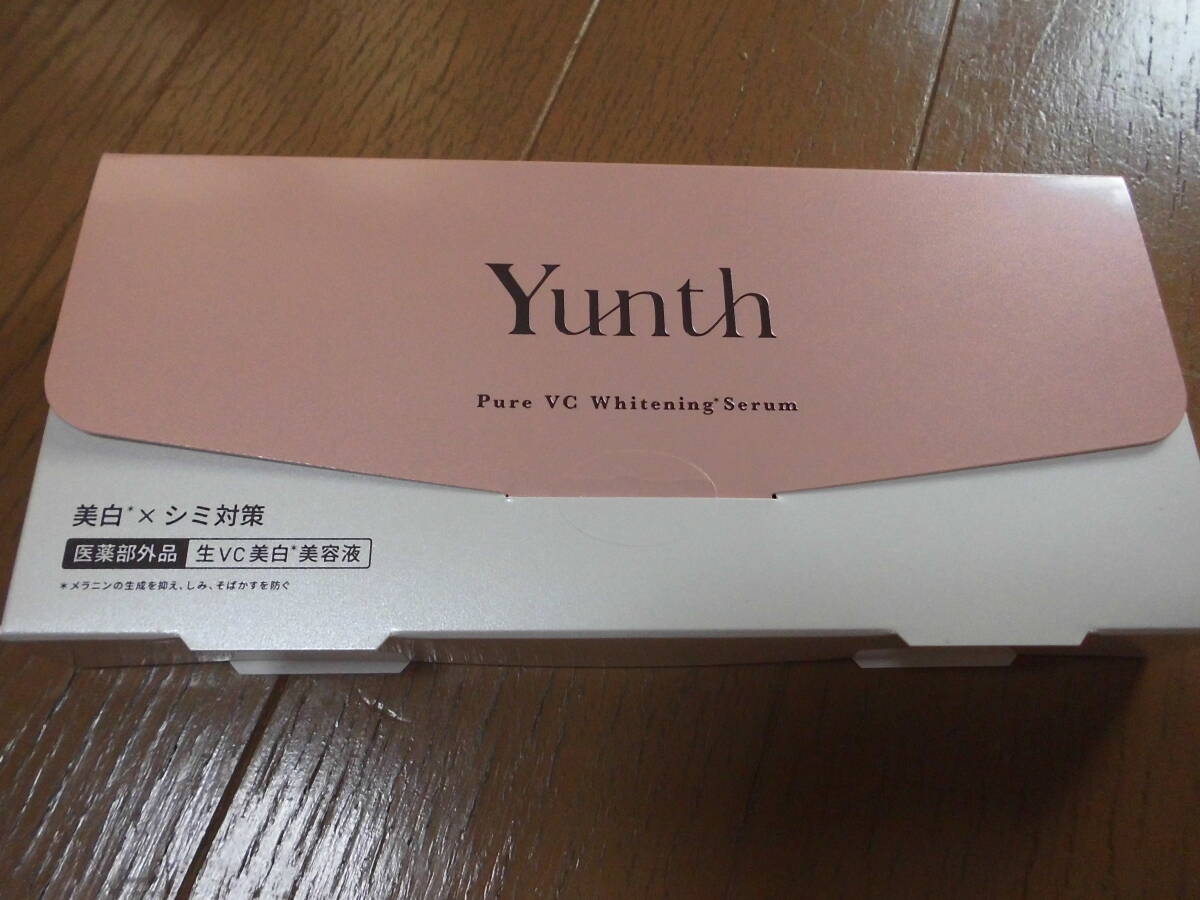 Yunth
Pure VC Whitening*Serum
美白*×シミ対策
医薬部外品 生VC美白*美容液
*メラニンの生成を抑え、しみ、そばかすを防ぐ